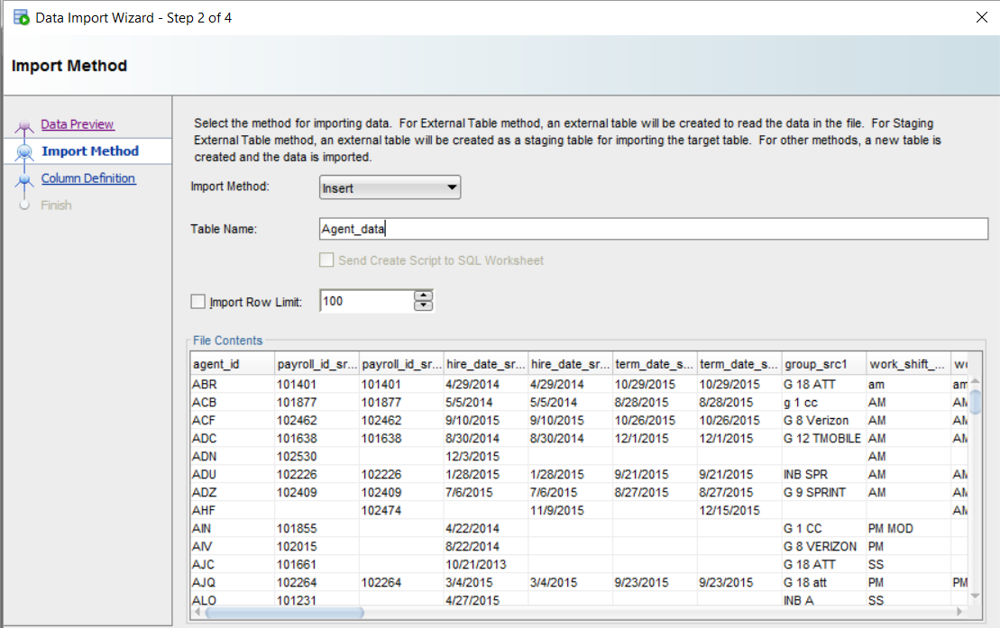 Data Import Wizard - Step 2 of 4
Import Method
Data Preview
Import Method
Column Definition
Finish
Select the method for importing data. For External Table method, an external table will be created to read the data in the file. For Staging
External Table method, an external table will be created as a staging table for importing the target table. For other methods, a new table is
created and the data is imported.
Import Method: Insert
Table Name: Agent_data
Send Create Script to SQL Worksheet
Import Row Limit: 100
File Contents
agent_id payroll_id_sr... payroll_id_sr... hire_date_sr... hire_date_sr... term_date_s... term_date_s... group_src1 work_shift_...
ABR 101401 101401 4/29/2014 4/29/2014 10/29/2015 10/29/2015 G 18 ATT am am
ACB 101877 101877 5/5/2014 5/5/2014 8/28/2015 8/28/2015 g 1 cc AM AM
ACF 102462 102462 9/10/2015 9/10/2015 10/26/2015 10/26/2015 G 8 Verizon AM AM
ADC 101638 101638 8/30/2014 8/30/2014 12/1/2015 12/1/2015 G 12 TMOBILE AM AM
ADN 102530 12/3/2015 AM
ADU 102226 102226 1/28/2015 1/28/2015 9/21/2015 9/21/2015 INB SPR AM AM
ADZ 102409 102409 7/6/2015 7/6/2015 8/27/2015 8/27/2015 G 9 SPRINT AM AM
AHF 102474 11/9/2015 12/15/2015 AM
AIN 101855 4/22/2014 G 1 CC PM MOD
AIV 102015 8/22/2014 G 8 VERIZON PM
AJC 101661 10/21/2013 G 18 ATT SS
AJQ 102264 102264 3/4/2015 3/4/2015 9/23/2015 9/23/2015 G 18 att PM PM
ALO 101231 4/27/2015 INB A SS